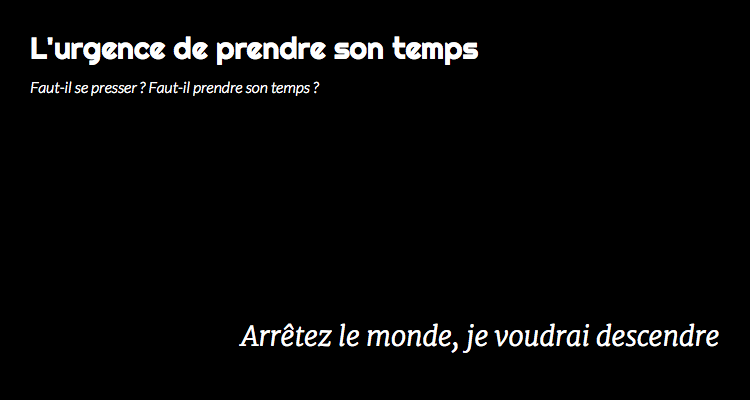 L'urgence de prendre son temps
Faut-il se presser ? Faut-il prendre son temps ?
Arrêtez le monde, je voudrai descendre